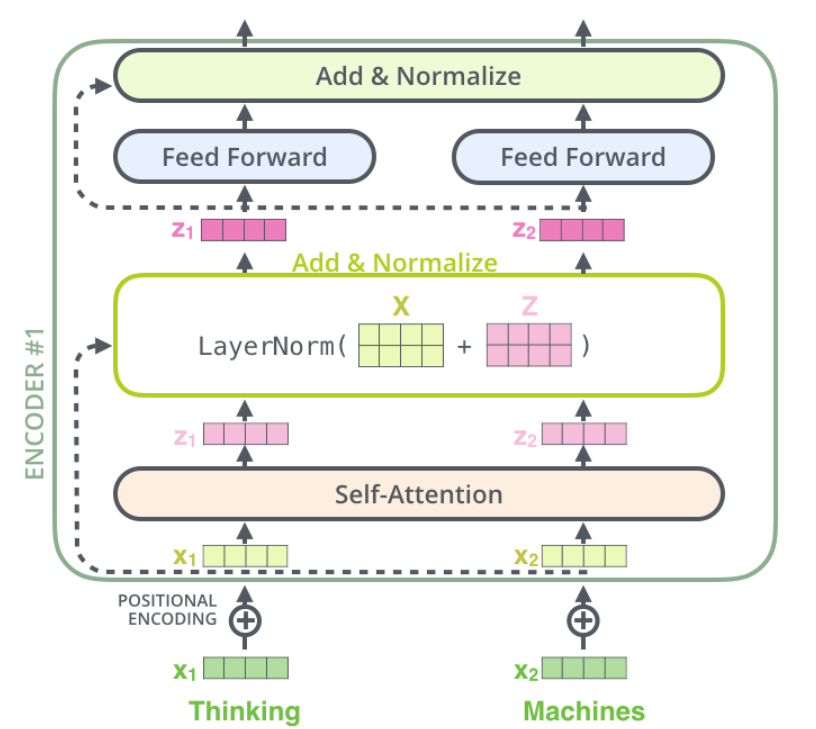 Add & Normalize
Feed Forward Feed Forward
z1 z2
Add & Normalize
X Z
LayerNorm( + )
ENCODER #1
z1 z2
Self-Attention
x1 x2
POSITIONAL
ENCODING
x1 x2
Thinking Machines